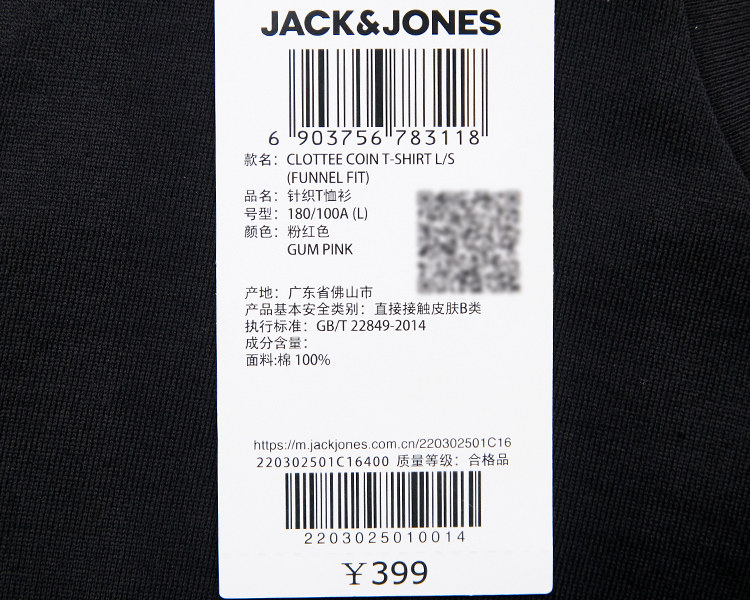 JACK&JONES
6 903756 783118
款名: CLOTTEE COIN T-SHIRT L/S
(FUNNEL FIT)
品名: 针织T恤衫
号型: 180/100A (L)
颜色: 粉红色
GUM PINK
产地: 广东省佛山市
产品基本安全类别: 直接接触皮肤B类
执行标准: GB/T 22849-2014
成分含量:
面料:棉 100%
https://m.jackjones.com.cn/220302501C16
220302501C16400 质量等级: 合格品
2203025010014
¥399